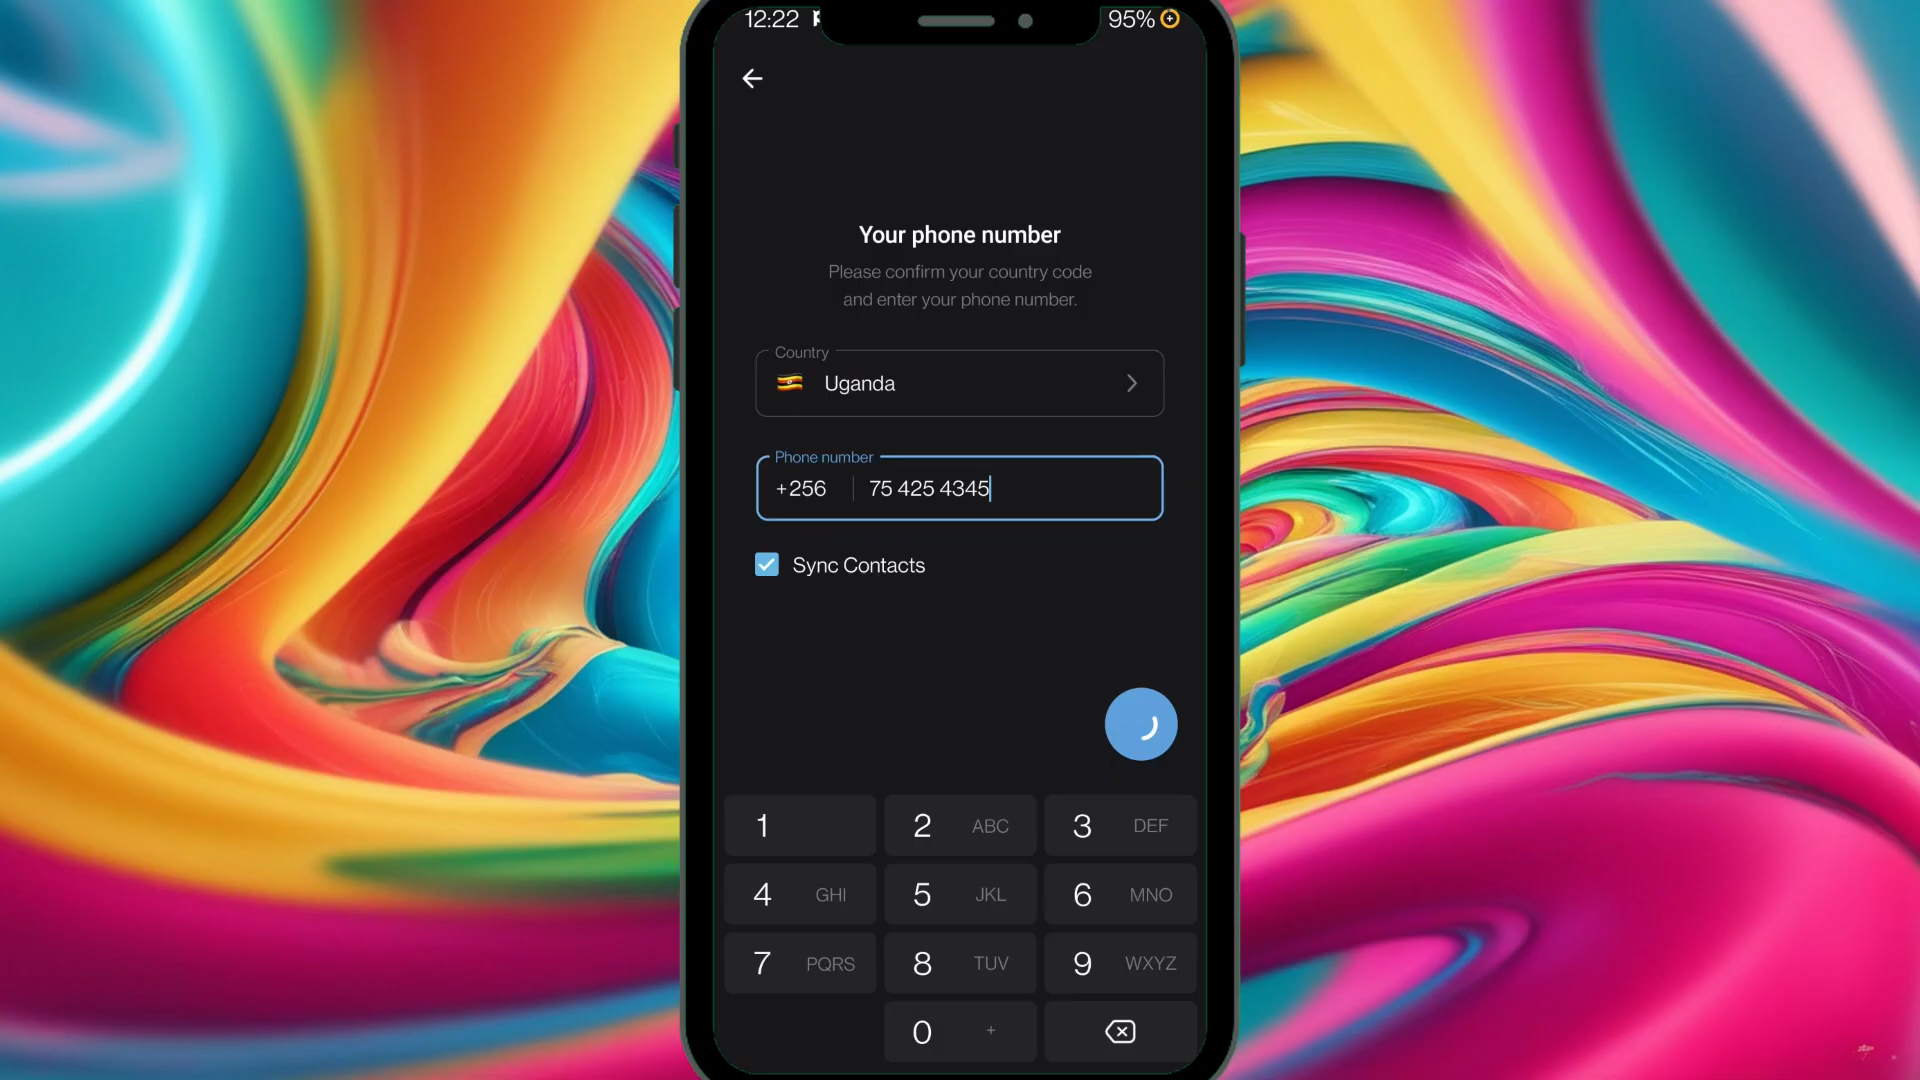 12:22
95%
Your phone number
Please confirm your country code
and enter your phone number.
Country
Uganda
Phone number
+256 75 425 4345
Sync Contacts
1
2 ABC
3 DEF
4 GHI
5 JKL
6 MNO
7 PQRS
8 TUV
9 WXYZ
0 +